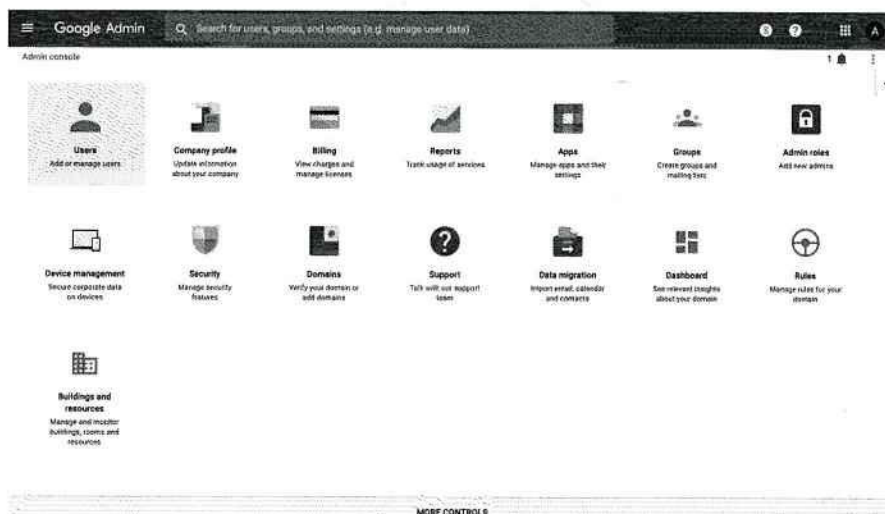 Google Admin
Search for users, groups, and settings (e.g. manage user data)
A
Admin console
1
Users
Add or manage users
Company profile
Update information
about your company
Billing
View charges and
manage licenses
Reports
Track usage of services
Apps
Manage apps and their
settings
Groups
Create groups and
mailing lists
Admin roles
Add new admins
Device management
Secure corporate data
on devices
Security
Manage security
features
Domains
Verify your domain or
add domains
Support
Talk with our support
team
Data migration
Import email, calendar
and contacts
Dashboard
See relevant insights
about your domain
Rules
Manage rules for your
domain
Buildings and
resources
Manage and monitor
buildings, rooms and
resources
MORE CONTROLS